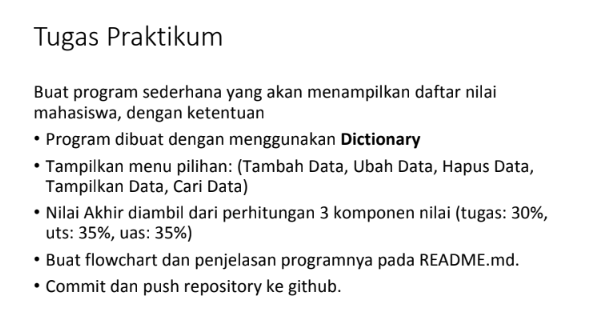 Tugas Praktikum
Buat program sederhana yang akan menampilkan daftar nilai
mahasiswa, dengan ketentuan
• Program dibuat dengan menggunakan Dictionary
• Tampilkan menu pilihan: (Tambah Data, Ubah Data, Hapus Data,
Tampilkan Data, Cari Data)
• Nilai Akhir diambil dari perhitungan 3 komponen nilai (tugas: 30%,
uts: 35%, uas: 35%)
• Buat flowchart dan penjelasan programnya pada README.md.
• Commit dan push repository ke github.